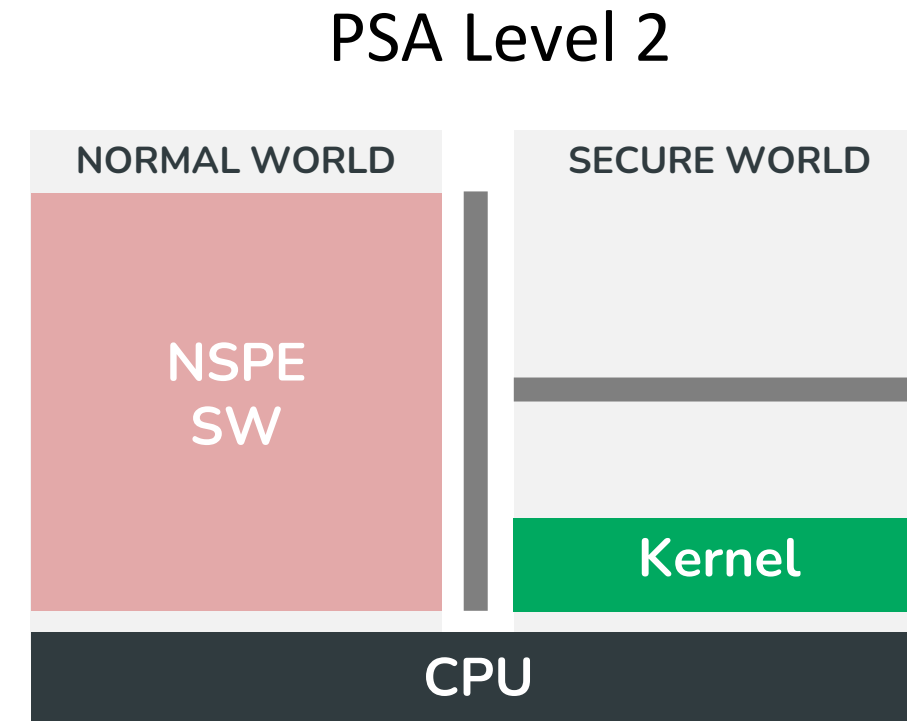 PSA Level 2
NORMAL WORLD
SECURE WORLD
NSPE
SW
Kernel
CPU